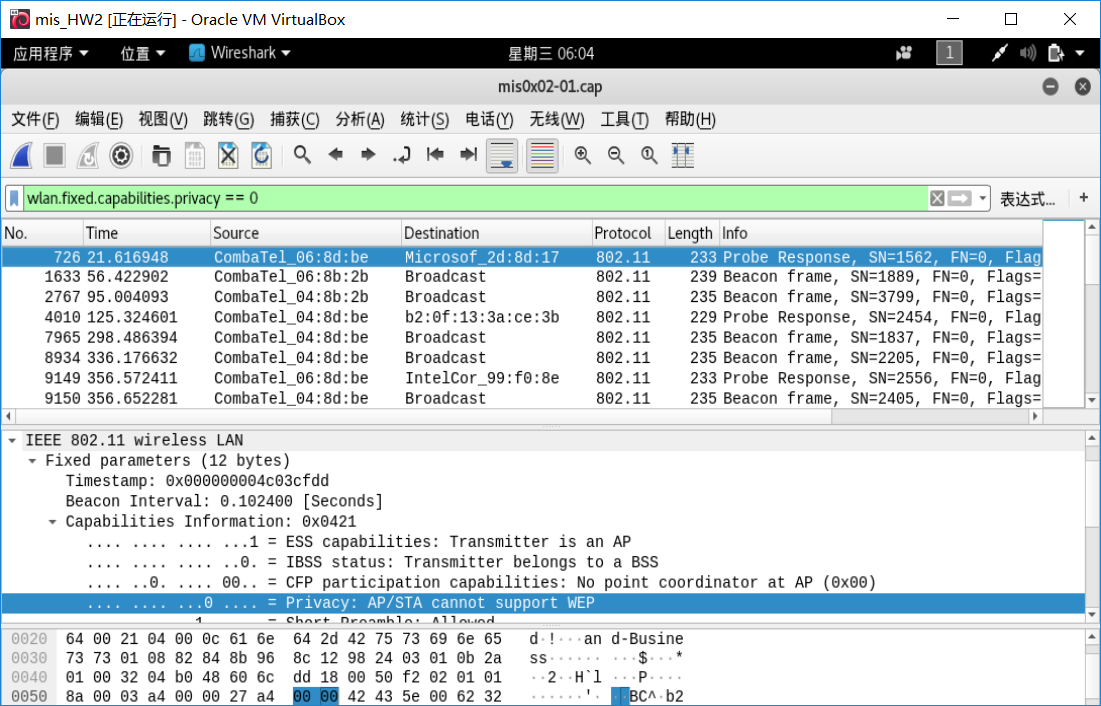 mis_HW2 [正在运行] - Oracle VM VirtualBox
应用程序 位置 Wireshark 星期三 06:04 1
mis0x02-01.cap
文件(F) 编辑(E) 视图(V) 跳转(G) 捕获(C) 分析(A) 统计(S) 电话(Y) 无线(W) 工具(T) 帮助(H)
wlan.fixed.capabilities.privacy == 0 表达式… +
No. Time Source Destination Protocol Length Info
726 21.616948 CombaTel_06:8d:be Microsof_2d:8d:17 802.11 233 Probe Response, SN=1562, FN=0, Flag
1633 56.422902 CombaTel_06:8b:2b Broadcast 802.11 239 Beacon frame, SN=1889, FN=0, Flags=
2767 95.004093 CombaTel_04:8b:2b Broadcast 802.11 235 Beacon frame, SN=3799, FN=0, Flags=
4010 125.324601 CombaTel_06:8d:be b2:0f:13:3a:ce:3b 802.11 229 Probe Response, SN=2454, FN=0, Flag
7965 298.486394 CombaTel_04:8d:be Broadcast 802.11 235 Beacon frame, SN=1837, FN=0, Flags=
8934 336.176632 CombaTel_04:8d:be Broadcast 802.11 235 Beacon frame, SN=2205, FN=0, Flags=
9149 356.572411 CombaTel_06:8d:be IntelCor_99:f0:8e 802.11 233 Probe Response, SN=2556, FN=0, Flag
9150 356.652281 CombaTel_04:8d:be Broadcast 802.11 235 Beacon frame, SN=2405, FN=0, Flags=
IEEE 802.11 wireless LAN
Fixed parameters (12 bytes)
Timestamp: 0x000000004c03cfdd
Beacon Interval: 0.102400 [Seconds]
Capabilities Information: 0x0421
.... .... .... ...1 = ESS capabilities: Transmitter is an AP
.... .... .... ..0. = IBSS status: Transmitter belongs to a BSS
.... ..0. .... 00.. = CFP participation capabilities: No point coordinator at AP (0x00)
.... .... ...0 .... = Privacy: AP/STA cannot support WEP
.... .... ..1. .... = Short Preamble: Allowed
0020 64 00 21 04 00 0c 61 6e 64 2d 42 75 73 69 6e 65 d·!···an d-Busine
0030 73 73 01 08 82 84 8b 96 8c 12 98 24 03 01 0b 2a ss······ ···$···*
0040 01 00 32 04 b0 48 60 6c dd 18 00 50 f2 02 01 01 ··2··H`l ···P····
0050 8a 00 03 a4 00 00 27 a4 00 00 42 43 5e 00 62 32 ······'· ··BC^·b2